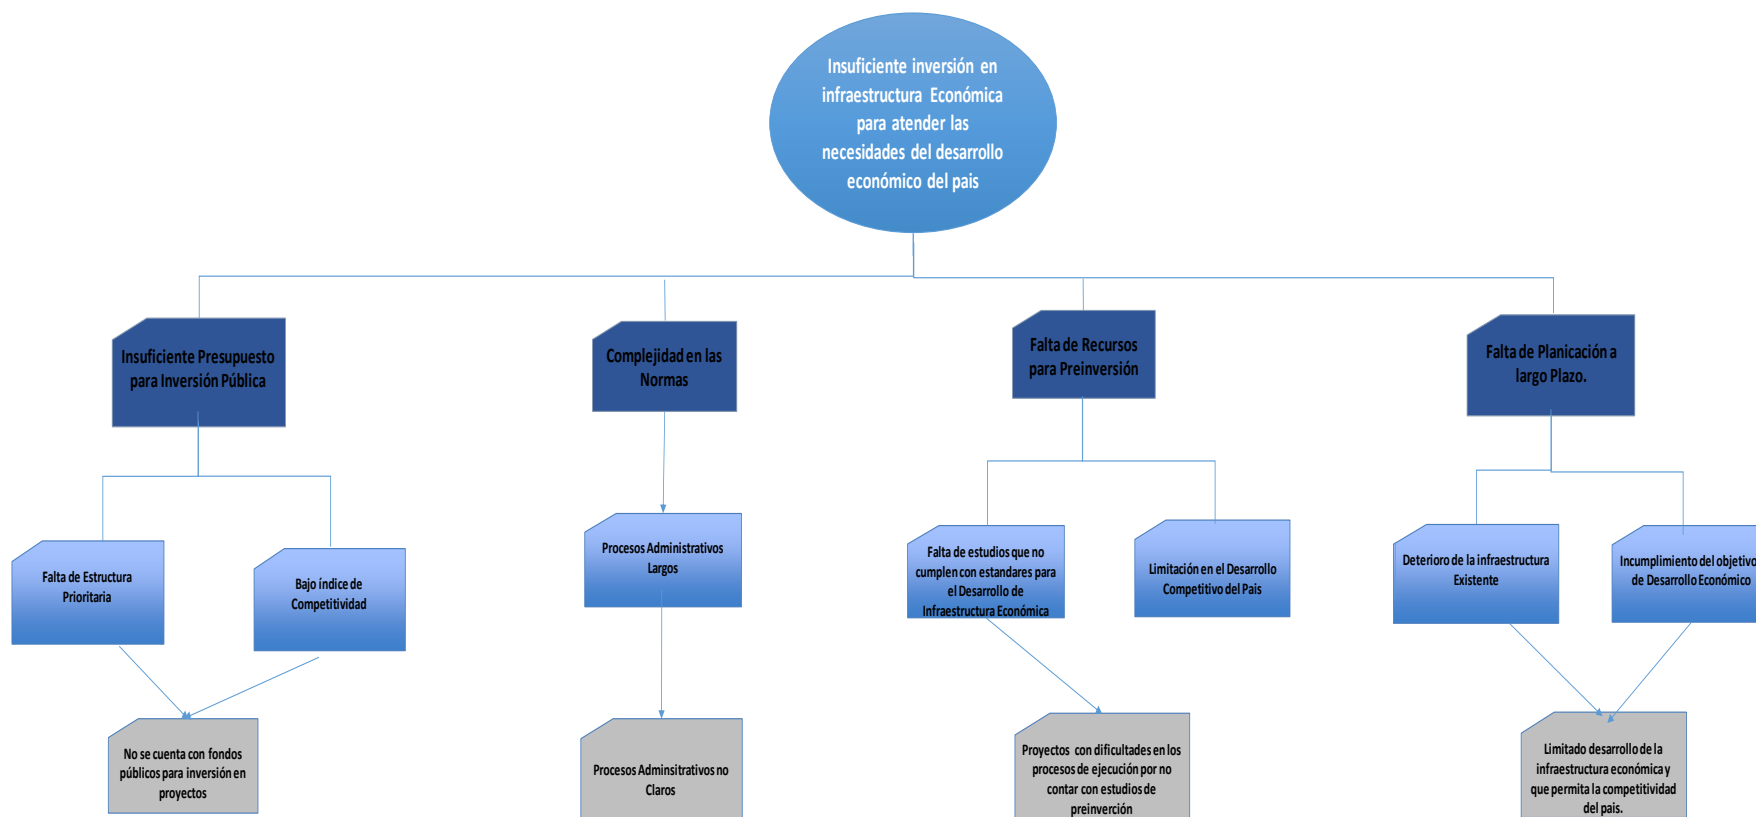 Insuficiente inversión en
infraestructura Económica
para atender las
necesidades del desarrollo
económico del pais
Insuficiente Presupuesto
para Inversión Pública
Complejidad en las
Normas
Falta de Recursos
para Preinversión
Falta de Planicación a
largo Plazo.
Falta de Estructura
Prioritaria
Bajo índice de
Competitividad
Procesos Administrativos
Largos
Falta de estudios que no
cumplen con estandares para
el Desarrollo de
Infraestructura Económica
Limitación en el Desarrollo
Competitivo del Pais
Deterioro de la infraestructura
Existente
Incumplimiento del objetivo
de Desarrollo Económico
No se cuenta con fondos
públicos para inversión en
proyectos
Procesos Adminsitrativos no
Claros
Proyectos con dificultades en los
procesos de ejecución por no
contar con estudios de
preinverción
Limitado desarrollo de la
infraestructura económica y
que permita la competitividad
del pais.